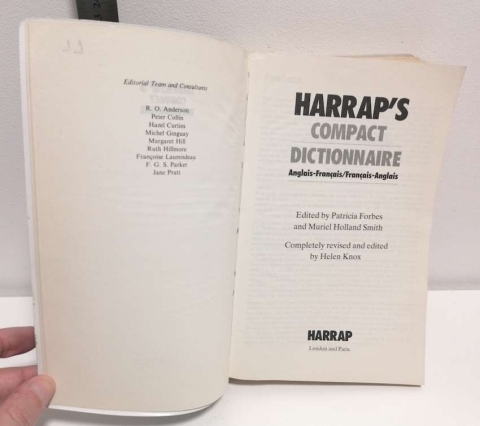 Editorial Team and Consultants
R. O. Anderson
Peter Collin
Hazel Curties
Michel Ginguay
Margaret Hill
Ruth Hillmore
Françoise Laurendeau
F. G. S. Parker
Jane Pratt
HARRAP'S
COMPACT
DICTIONNAIRE
Anglais-Français/Français-Anglais
Edited by Patricia Forbes
and Muriel Holland Smith
Completely revised and edited
by Helen Knox
HARRAP
London and Paris